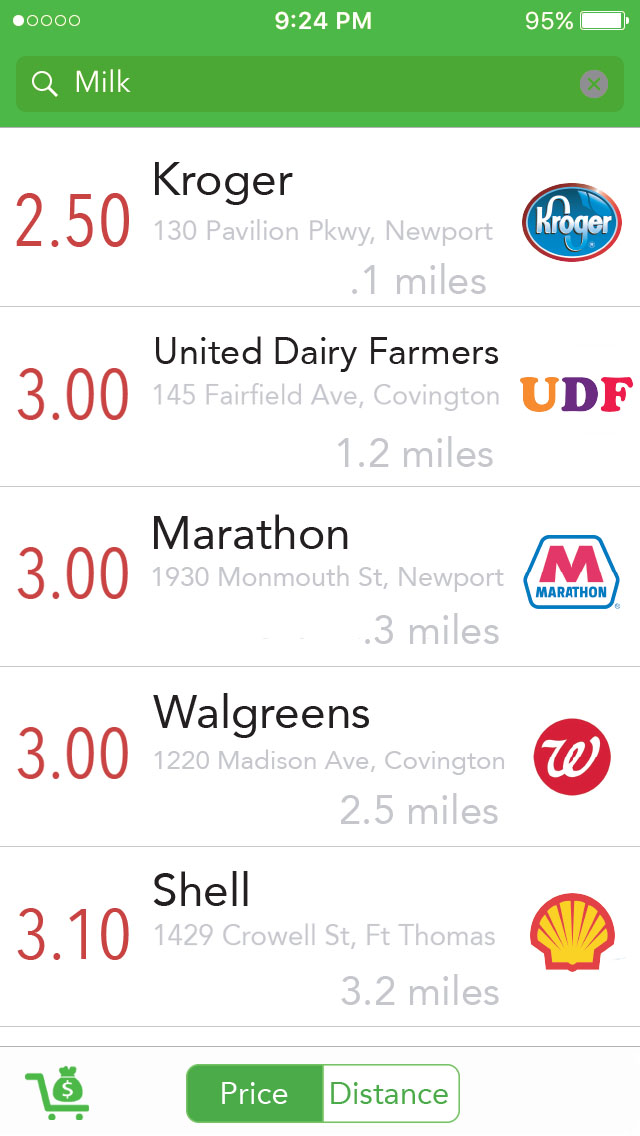 9:24 PM 95%
Milk
2.50
Kroger
130 Pavilion Pkwy, Newport
.1 miles
Kroger
3.00
United Dairy Farmers
145 Fairfield Ave, Covington
1.2 miles
UDF
3.00
Marathon
1930 Monmouth St, Newport
.3 miles
M
MARATHON
3.00
Walgreens
1220 Madison Ave, Covington
2.5 miles
W
3.10
Shell
1429 Crowell St, Ft Thomas
3.2 miles
$
Price Distance